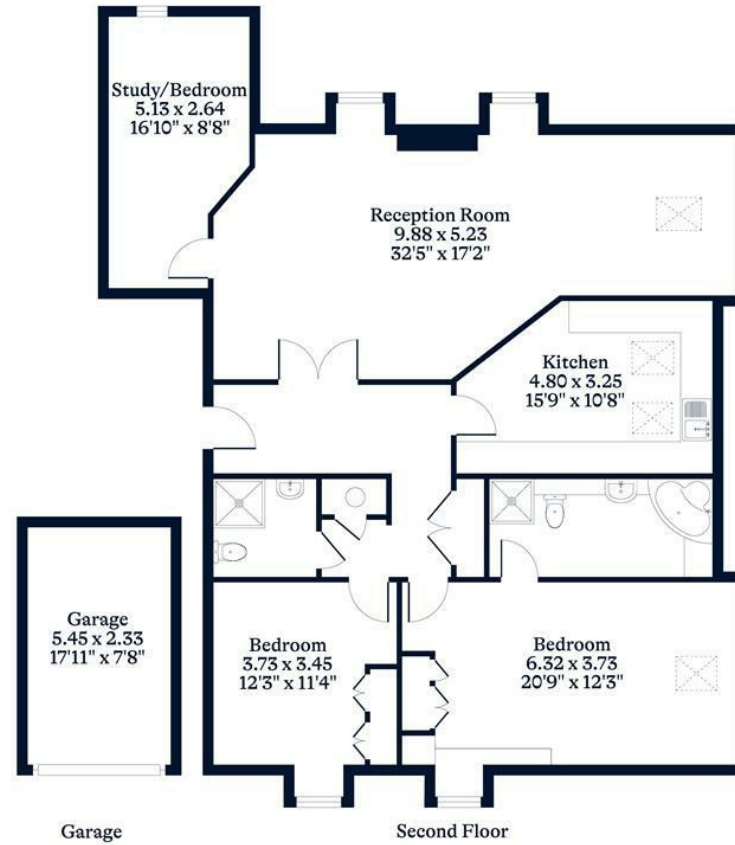 Study/Bedroom
5.13 x 2.64
16'10" x 8'8"
Reception Room
9.88 x 5.23
32'5" x 17'2"
Kitchen
4.80 x 3.25
15'9" x 10'8"
Garage
5.45 x 2.33
17'11" x 7'8"
Bedroom
3.73 x 3.45
12'3" x 11'4"
Bedroom
6.32 x 3.73
20'9" x 12'3"
Garage
Second Floor